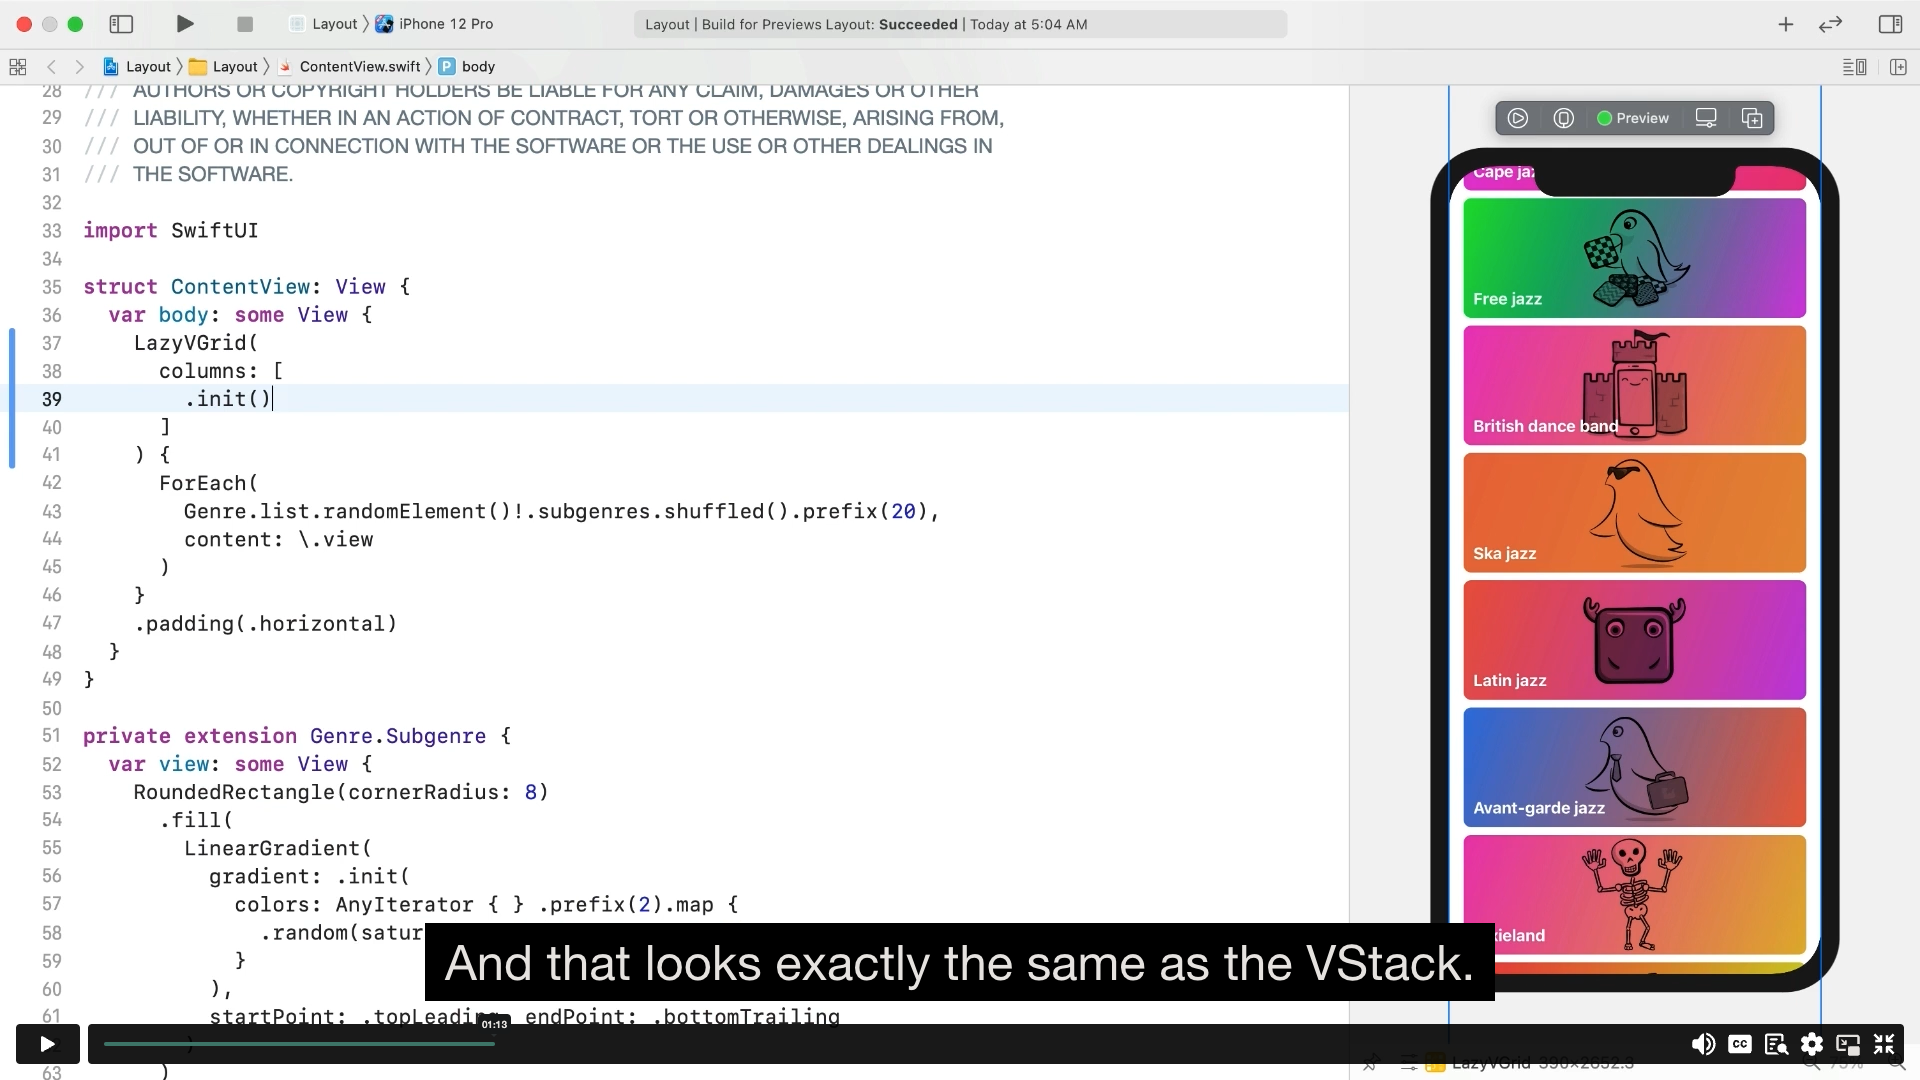 Layout iPhone 12 Pro
Layout | Build for Previews Layout: Succeeded | Today at 5:04 AM
Layout Layout ContentView.swift P body
28 /// AUTHORS OR COPYRIGHT HOLDERS BE LIABLE FOR ANY CLAIM, DAMAGES OR OTHER
29 /// LIABILITY, WHETHER IN AN ACTION OF CONTRACT, TORT OR OTHERWISE, ARISING FROM,
30 /// OUT OF OR IN CONNECTION WITH THE SOFTWARE OR THE USE OR OTHER DEALINGS IN
31 /// THE SOFTWARE.
32
33 import SwiftUI
34
35 struct ContentView: View {
36 var body: some View {
37 LazyVGrid(
38 columns: [
39 .init()
40 ]
41 ) {
42 ForEach(
43 Genre.list.randomElement()!.subgenres.shuffled().prefix(20),
44 content: \.view
45 )
46 }
47 .padding(.horizontal)
48 }
49 }
50
51 private extension Genre.Subgenre {
52 var view: some View {
53 RoundedRectangle(cornerRadius: 8)
54 .fill(
55 LinearGradient(
56 gradient: .init(
57 colors: AnyIterator { } .prefix(2).map {
58 .random(satur
59 }
60 ),
61 startPoint: .topLeading, endPoint: .bottomTrailing
)
63 )
Preview
Cape jaz
Free jazz
British dance band
Ska jazz
Latin jazz
Avant-garde jazz
xieland
And that looks exactly the same as the VStack.
01:13
CC
LazyVGrid 390×2652.3
75%